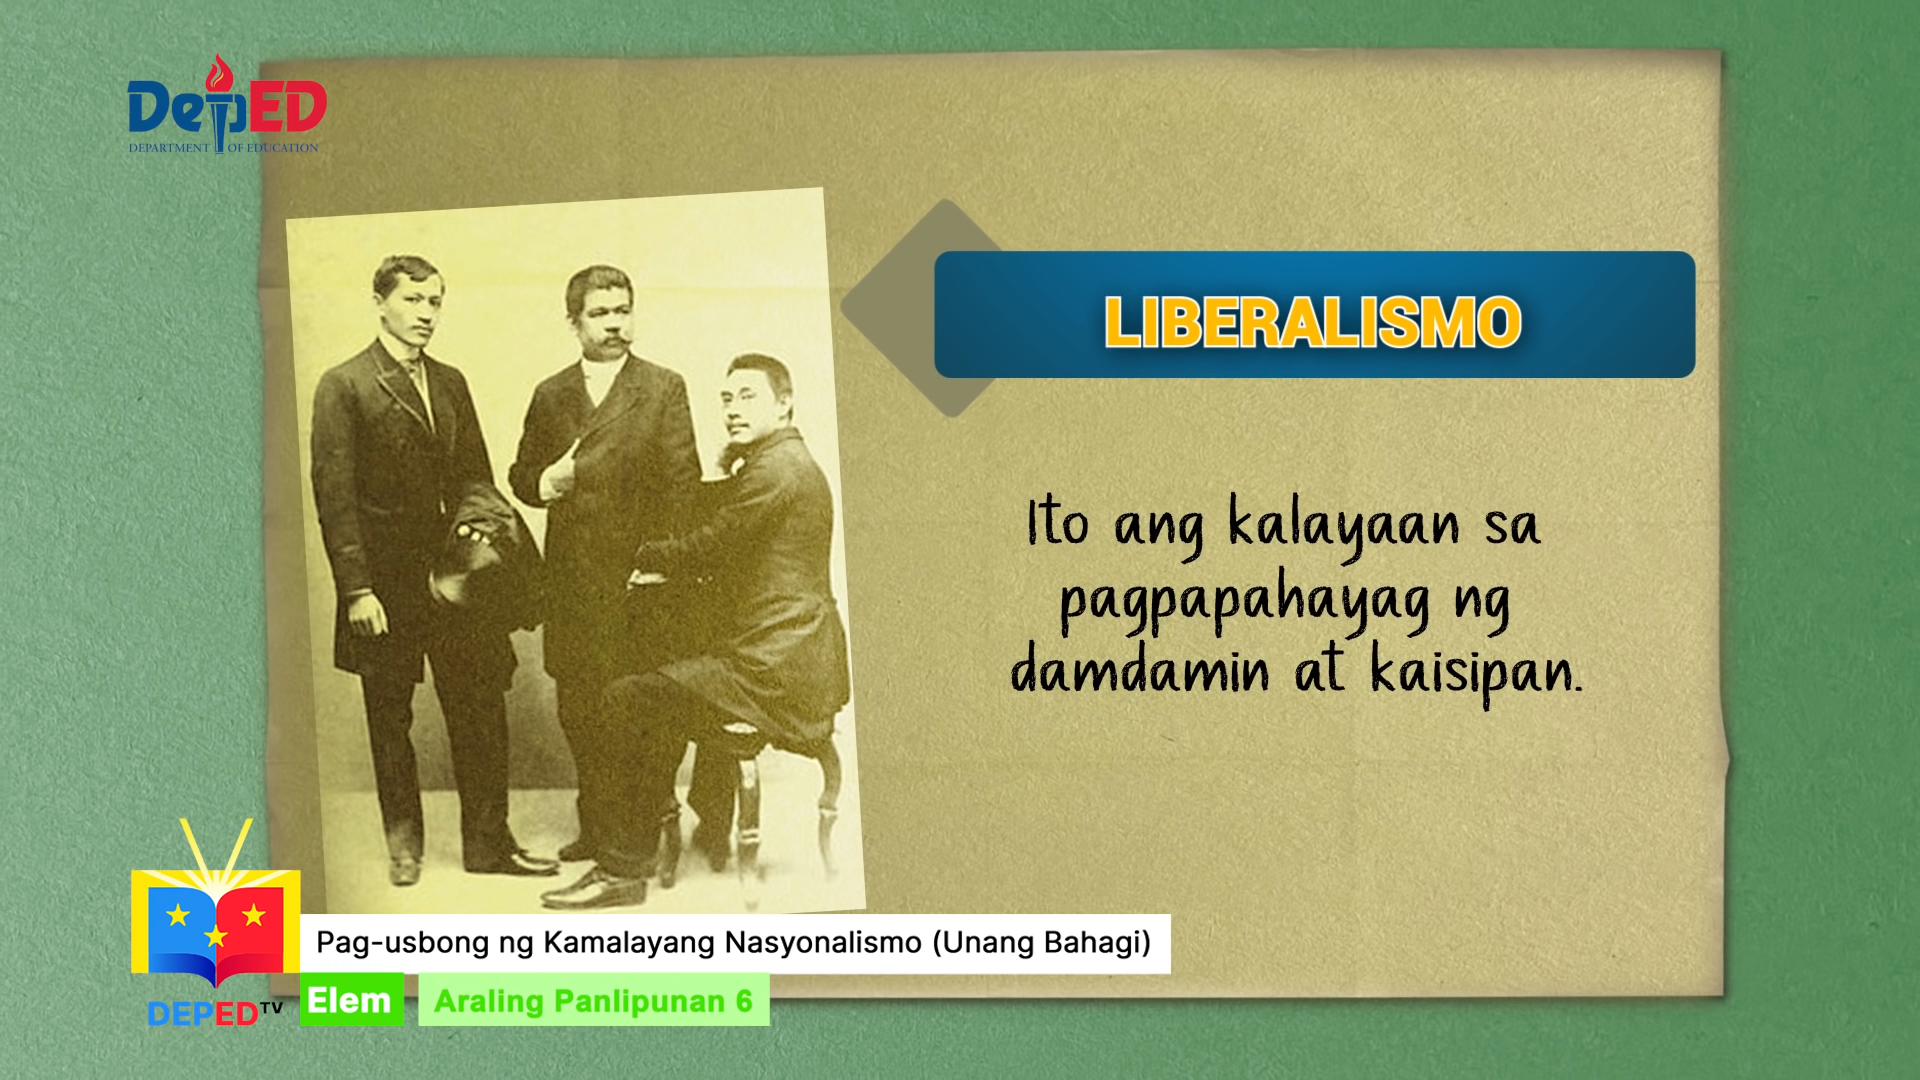 DepED
DEPARTMENT OF EDUCATION
LIBERALISMO
Ito ang kalayaan sa
pagpapahayag ng
damdamin at kaisipan.
Pag-usbong ng Kamalayang Nasyonalismo (Unang Bahagi)
Elem Araling Panlipunan 6
DEPED TV